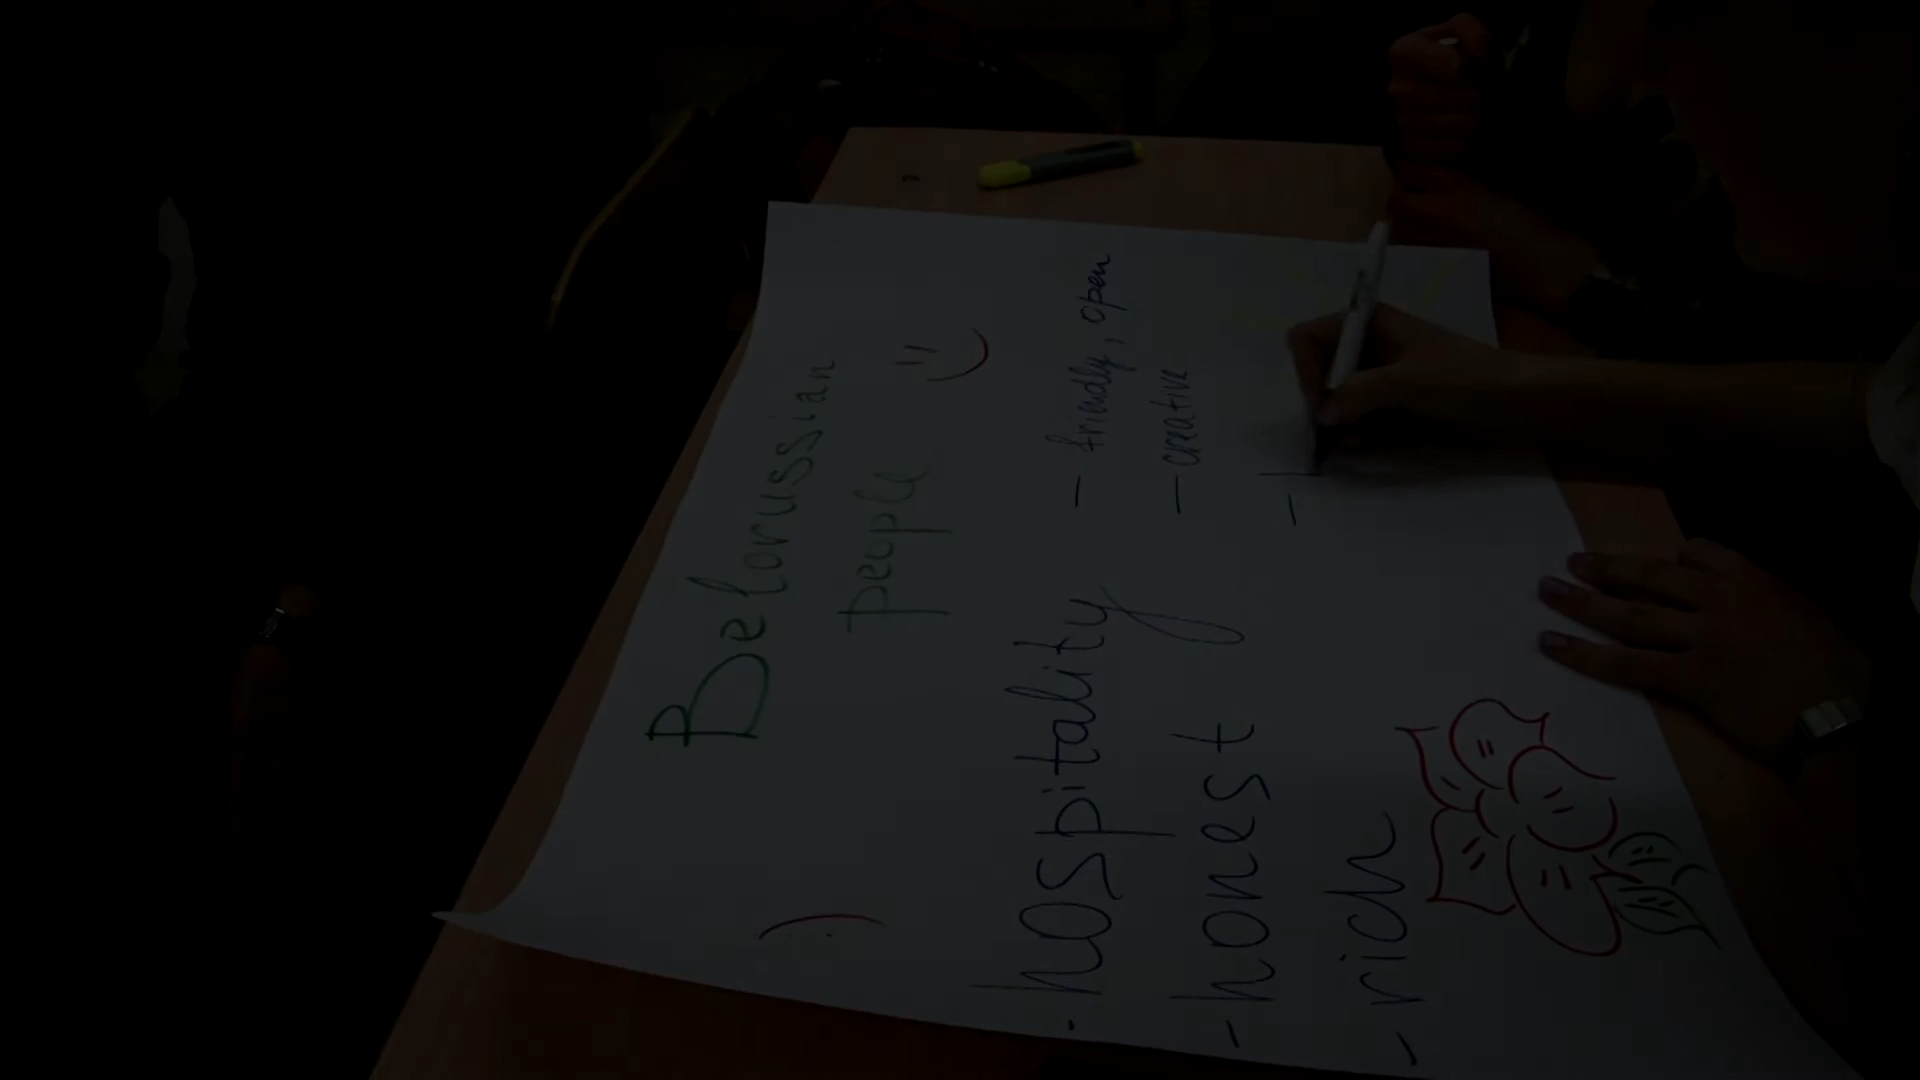 Belorussian
people
- hospitality
- honest
- rich
- friendly, open
- creative
-